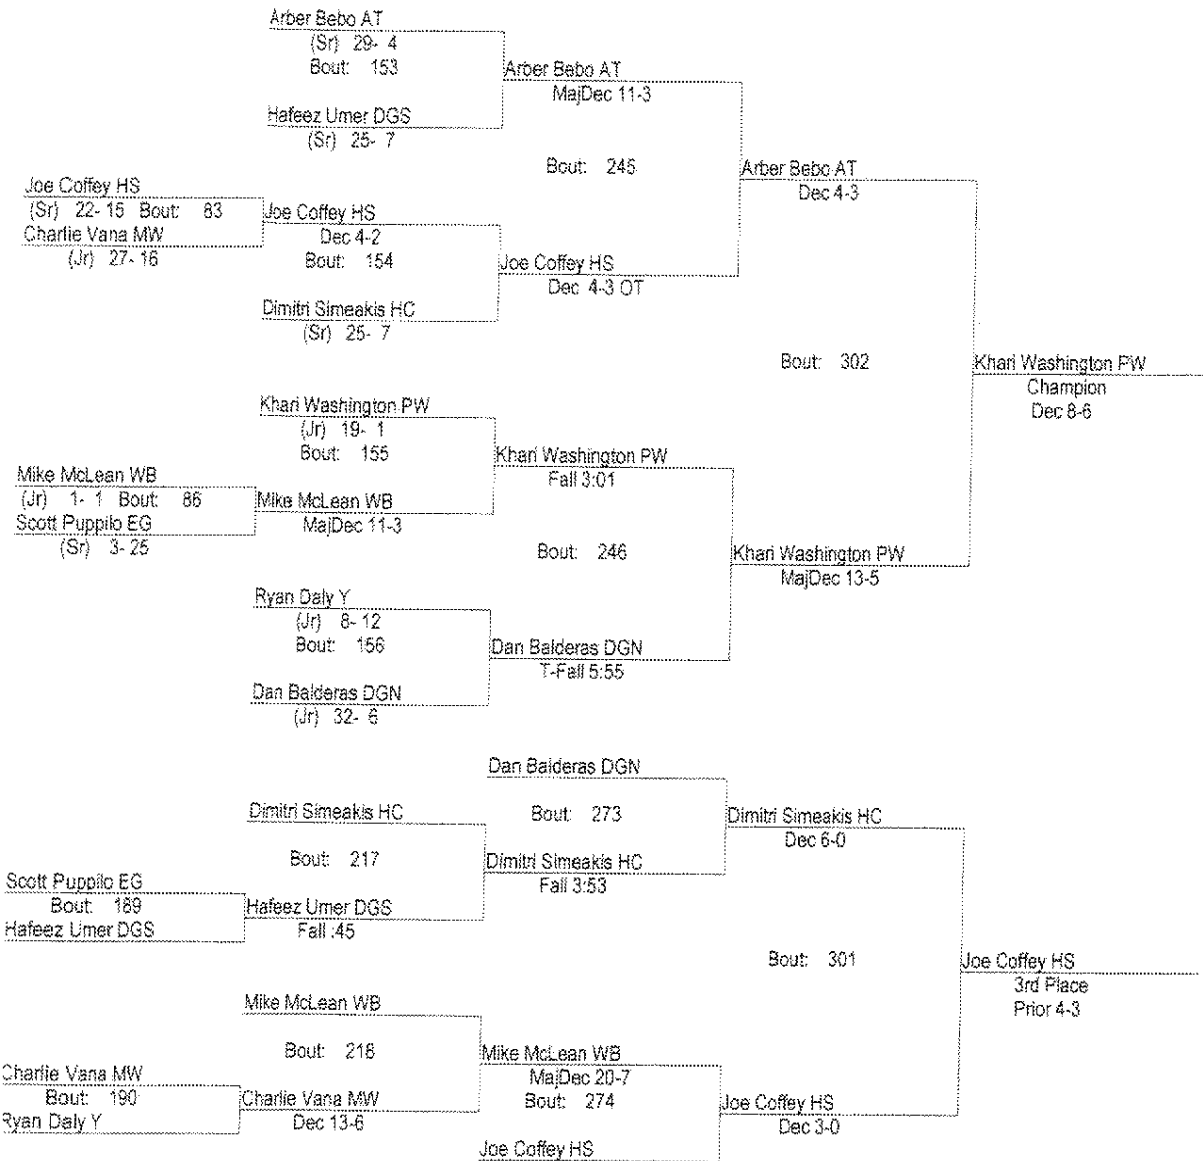 Arber Bebo AT
(Sr) 29- 4
Bout: 153
Arber Bebo AT
MajDec 11-3
Hafeez Umer DGS
(Sr) 25- 7
Bout: 245
Arber Bebo AT
Dec 4-3
Joe Coffey HS
(Sr) 22- 15 Bout: 83
Joe Coffey HS
Charlie Vana MW
Dec 4-2
(Jr) 27- 16
Bout: 154
Joe Coffey HS
Dec 4-3 OT
Dimitri Simeakis HC
(Sr) 25- 7
Bout: 302
Khari Washington PW
Champion
Dec 8-6
Khari Washington PW
(Jr) 19- 1
Bout: 155
Khari Washington PW
Fall 3:01
Mike McLean WB
(Jr) 1- 1 Bout: 86
Mike McLean WB
Scott Puppilo EG
MajDec 11-3
(Sr) 3- 25
Bout: 246
Khari Washington PW
MajDec 13-5
Ryan Daly Y
(Jr) 8- 12
Bout: 156
Dan Balderas DGN
T-Fall 5:55
Dan Balderas DGN
(Jr) 32- 6
Dan Balderas DGN
Dimitri Simeakis HC
Bout: 273
Dimitri Simeakis HC
Dec 6-0
Bout: 217
Dimitri Simeakis HC
Fall 3:53
Scott Puppilo EG
Bout: 189
Hafeez Umer DGS
Hafeez Umer DGS
Fall :45
Bout: 301
Joe Coffey HS
3rd Place
Prior 4-3
Mike McLean WB
Bout: 218
Mike McLean WB
MajDec 20-7
Charlie Vana MW
Bout: 190
Charlie Vana MW
Bout: 274
Joe Coffey HS
Ryan Daly Y
Dec 13-6
Dec 3-0
Joe Coffey HS